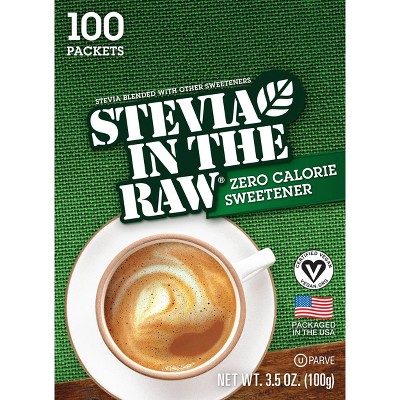 100
PACKETS
STEVIA BLENDED WITH OTHER SWEETENERS
STEVIA
IN THE
RAW®
ZERO CALORIE
SWEETENER
CERTIFIED VEGAN
VEGAN.ORG
V
PACKAGED
IN THE USA
U PARVE
NET WT. 3.5 OZ. (100g)